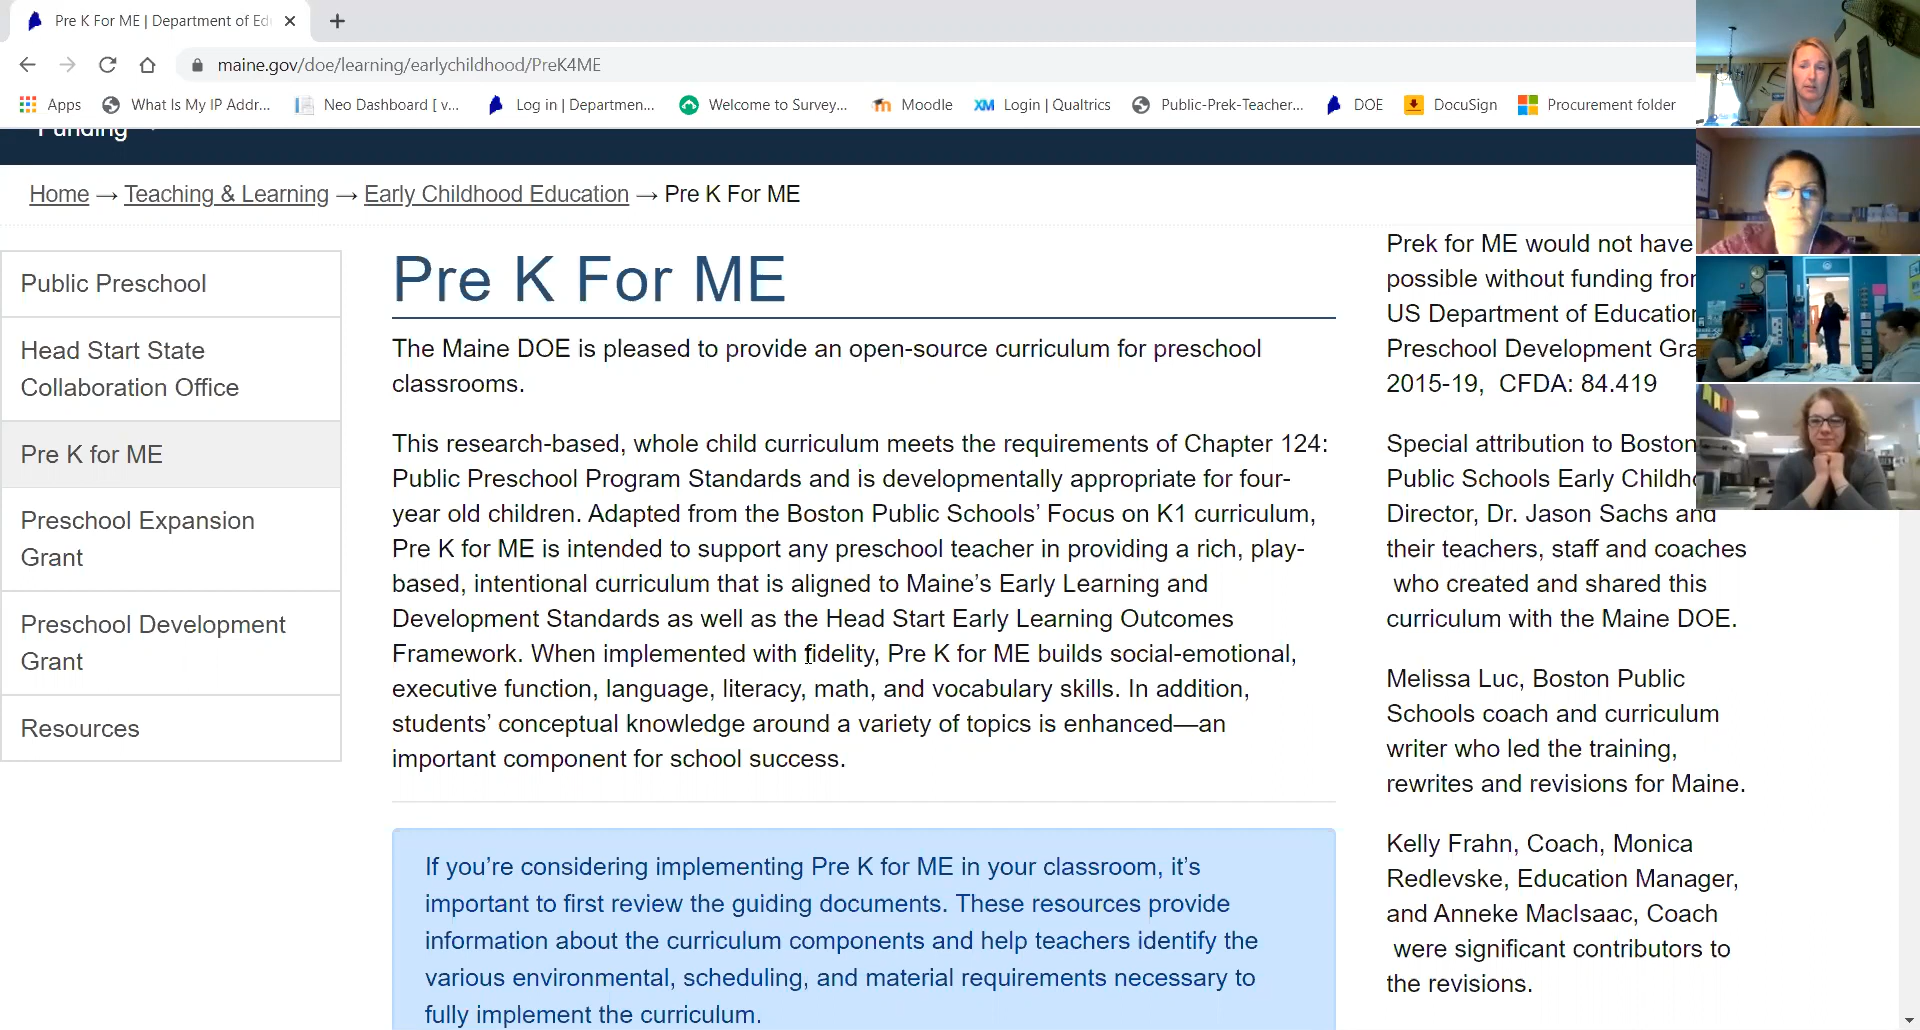 Pre K For ME | Department of Ed
maine.gov/doe/learning/earlychildhood/PreK4ME
Apps What Is My IP Addr... Neo Dashboard [ v... Log in | Departmen... Welcome to Survey... Moodle XM Login | Qualtrics Public-Prek-Teacher... DOE DocuSign Procurement folder
Funding
Home → Teaching & Learning → Early Childhood Education → Pre K For ME
Public Preschool
Head Start State
Collaboration Office
Pre K for ME
Preschool Expansion
Grant
Preschool Development
Grant
Resources
Pre K For ME
The Maine DOE is pleased to provide an open-source curriculum for preschool
classrooms.
This research-based, whole child curriculum meets the requirements of Chapter 124:
Public Preschool Program Standards and is developmentally appropriate for four-
year old children. Adapted from the Boston Public Schools’ Focus on K1 curriculum,
Pre K for ME is intended to support any preschool teacher in providing a rich, play-
based, intentional curriculum that is aligned to Maine’s Early Learning and
Development Standards as well as the Head Start Early Learning Outcomes
Framework. When implemented with fidelity, Pre K for ME builds social-emotional,
executive function, language, literacy, math, and vocabulary skills. In addition,
students’ conceptual knowledge around a variety of topics is enhanced—an
important component for school success.
If you’re considering implementing Pre K for ME in your classroom, it’s
important to first review the guiding documents. These resources provide
information about the curriculum components and help teachers identify the
various environmental, scheduling, and material requirements necessary to
fully implement the curriculum.
Prek for ME would not have
possible without funding from
US Department of Education
Preschool Development Gra
2015-19, CFDA: 84.419
Special attribution to Boston
Public Schools Early Childho
Director, Dr. Jason Sachs and
their teachers, staff and coaches
who created and shared this
curriculum with the Maine DOE.
Melissa Luc, Boston Public
Schools coach and curriculum
writer who led the training,
rewrites and revisions for Maine.
Kelly Frahn, Coach, Monica
Redlevske, Education Manager,
and Anneke MacIsaac, Coach
were significant contributors to
the revisions.